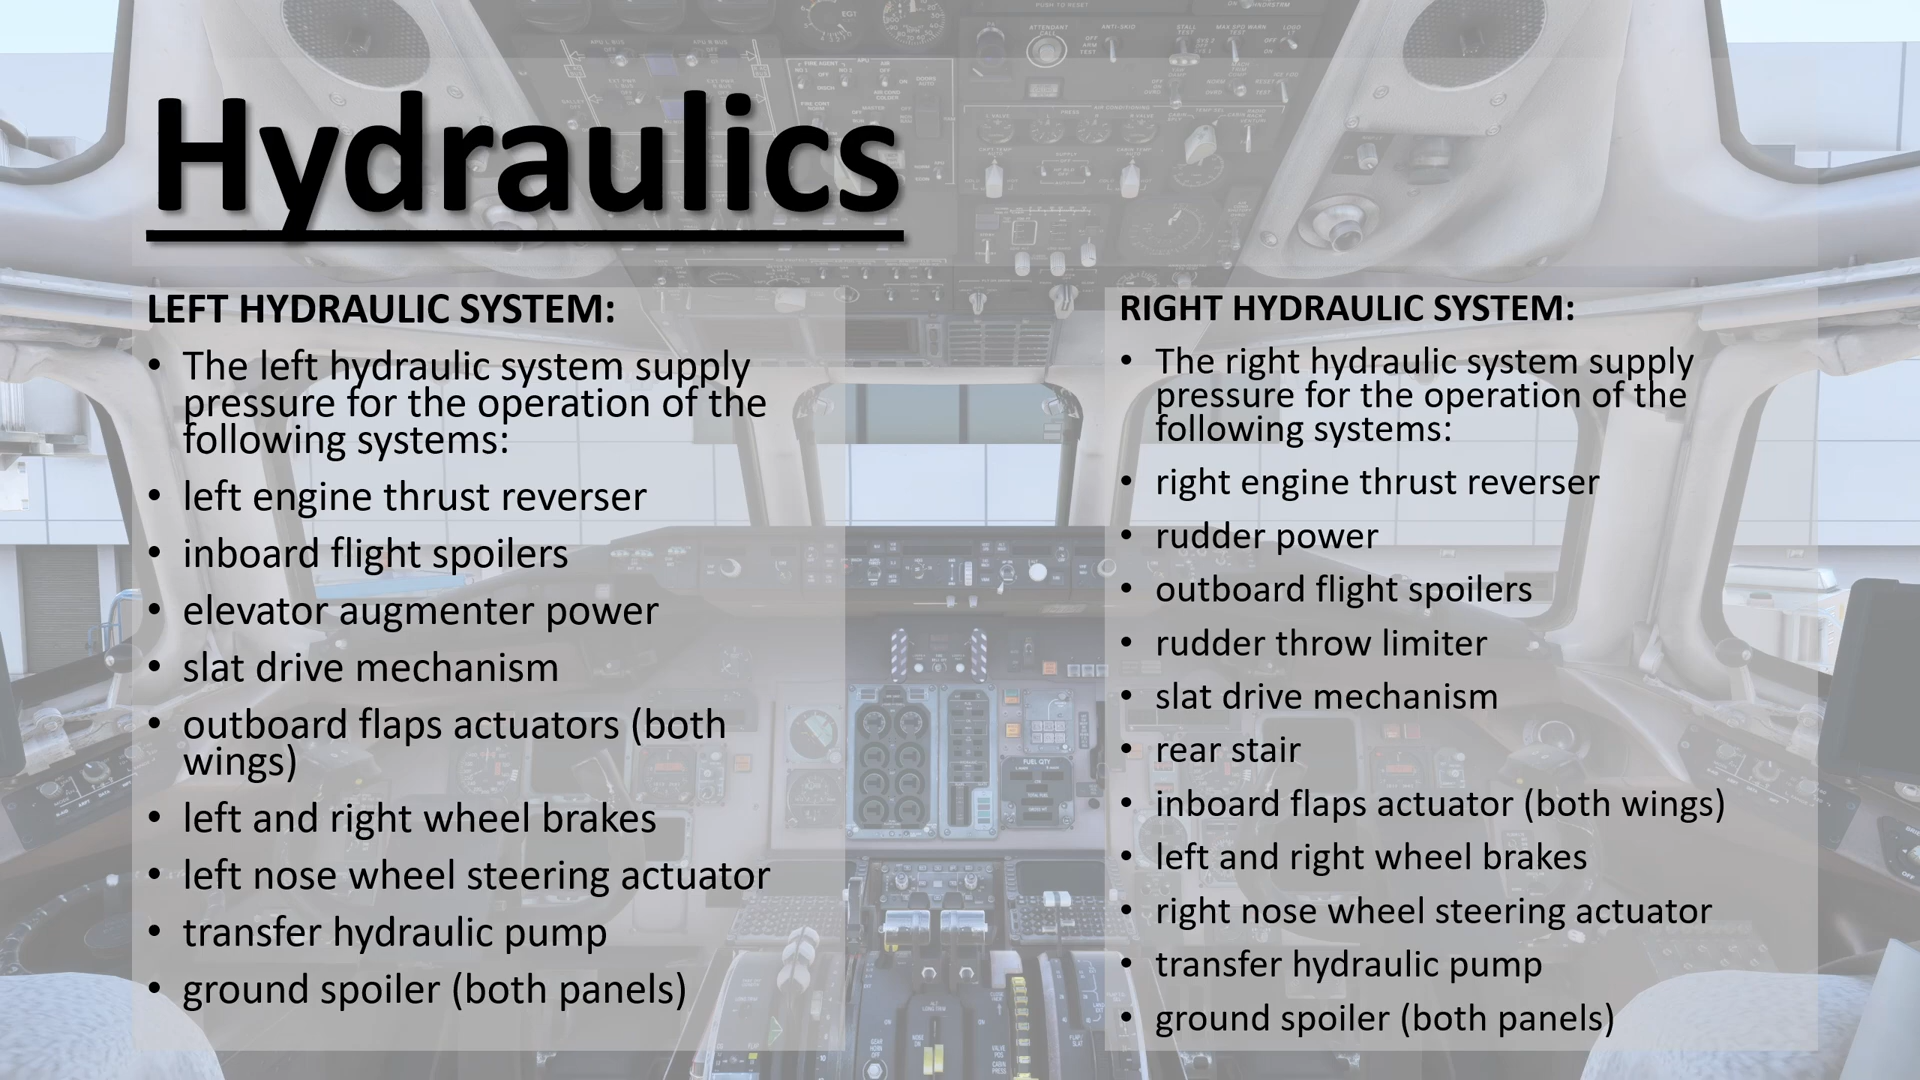 Hydraulics
LEFT HYDRAULIC SYSTEM:
• The left hydraulic system supply
pressure for the operation of the
following systems:
• left engine thrust reverser
• inboard flight spoilers
• elevator augmenter power
• slat drive mechanism
• outboard flaps actuators (both
wings)
• left and right wheel brakes
• left nose wheel steering actuator
• transfer hydraulic pump
• ground spoiler (both panels)
RIGHT HYDRAULIC SYSTEM:
• The right hydraulic system supply
pressure for the operation of the
following systems:
• right engine thrust reverser
• rudder power
• outboard flight spoilers
• rudder throw limiter
• slat drive mechanism
• rear stair
• inboard flaps actuator (both wings)
• left and right wheel brakes
• right nose wheel steering actuator
• transfer hydraulic pump
• ground spoiler (both panels)